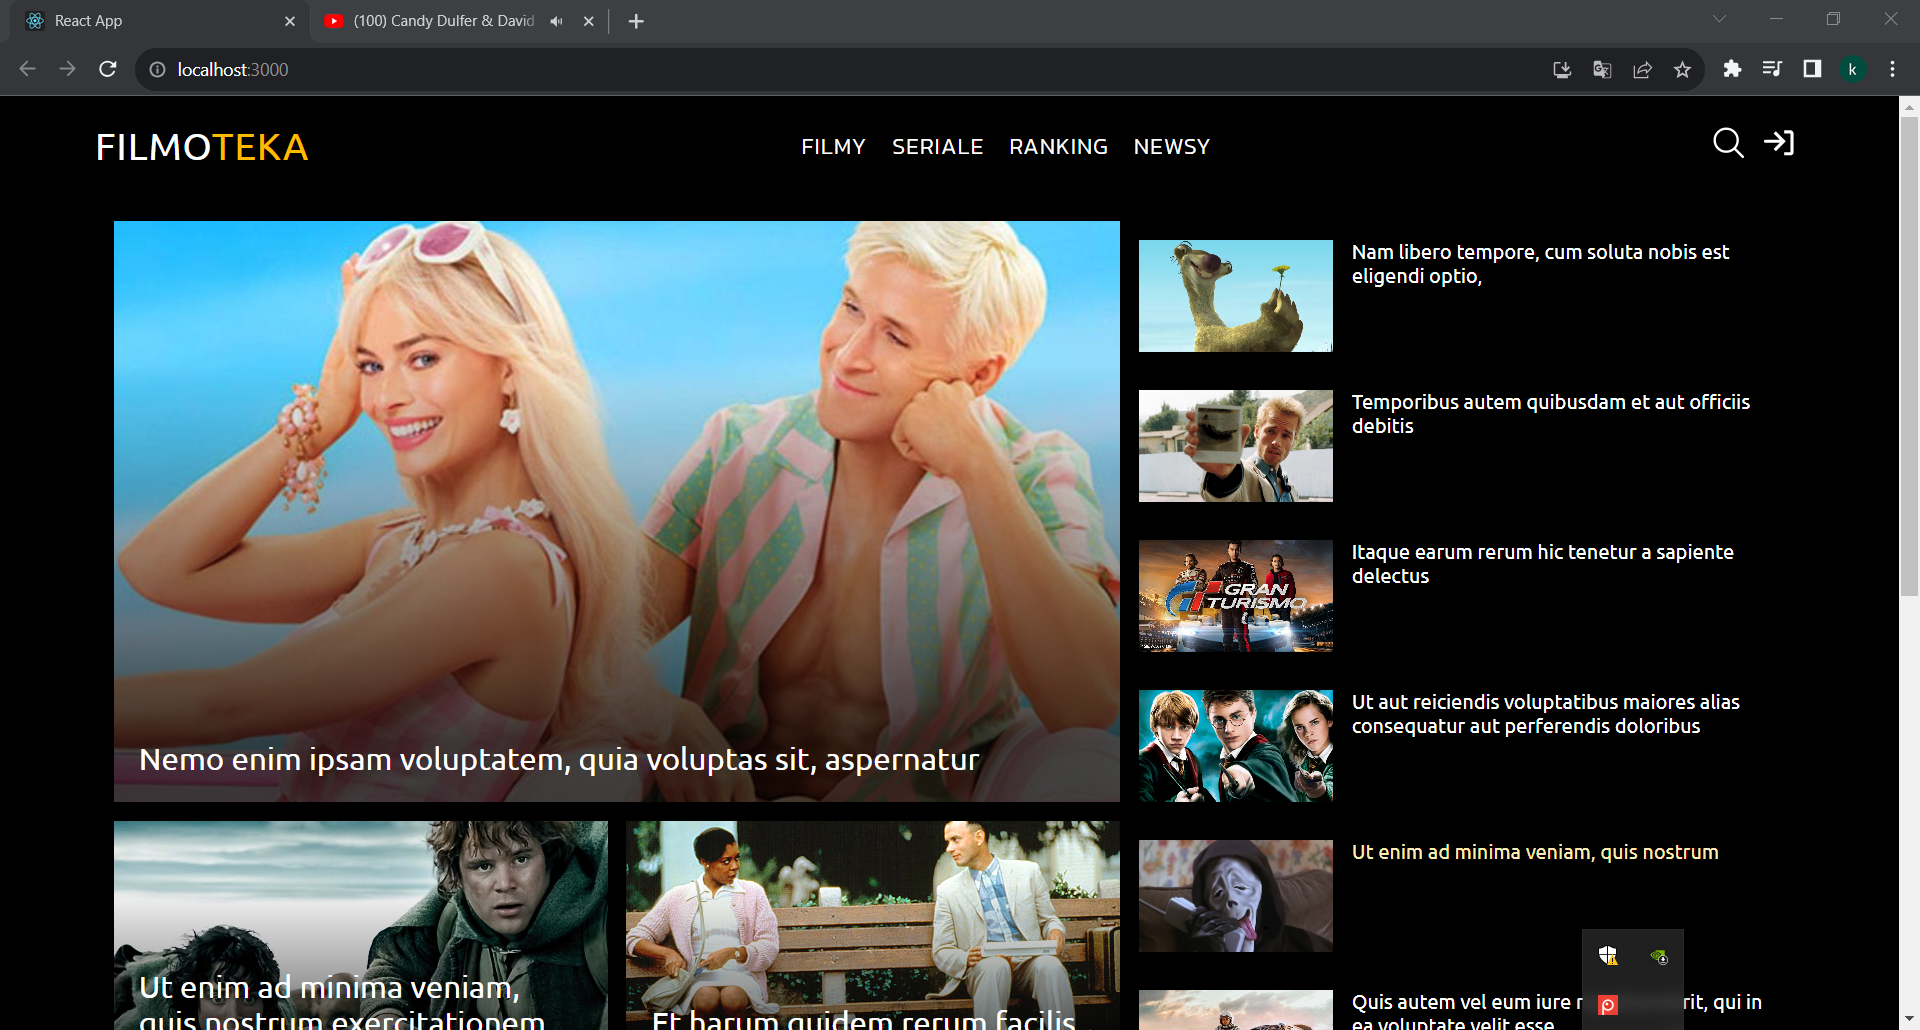 React App
(100) Candy Dulfer & David
localhost:3000
k
FILMOTEKA
FILMY SERIALE RANKING NEWSY
Nemo enim ipsam voluptatem, quia voluptas sit, aspernatur
Ut enim ad minima veniam,
quis nostrum exercitationem
Et harum quidem rerum facilis
Nam libero tempore, cum soluta nobis est
eligendi optio,
Temporibus autem quibusdam et aut officiis
debitis
Itaque earum rerum hic tenetur a sapiente
delectus
GRAN
TURISMO
Ut aut reiciendis voluptatibus maiores alias
consequatur aut perferendis doloribus
Ut enim ad minima veniam, quis nostrum
Quis autem vel eum iure rit, qui in
ea voluptate velit esse